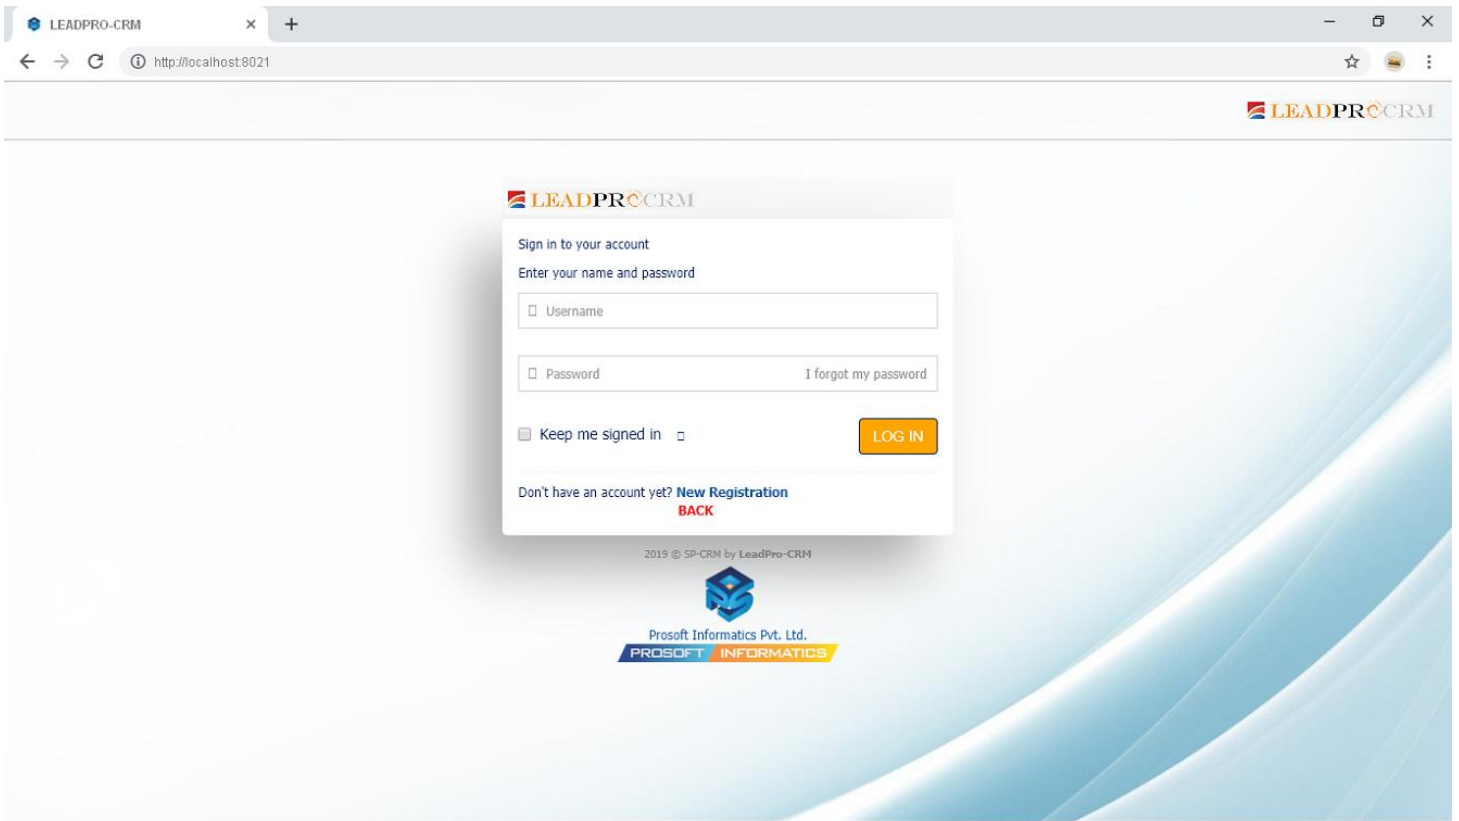 LEADPRO-CRM
http://localhost:8021
LEADPROCRM
LEADPROCRM
Sign in to your account
Enter your name and password
Username
Password I forgot my password
Keep me signed in LOG IN
Don't have an account yet? New Registration
BACK
2019 © SP-CRM by LeadPro-CRM
Prosoft Informatics Pvt. Ltd.
PROSOFT INFORMATICS